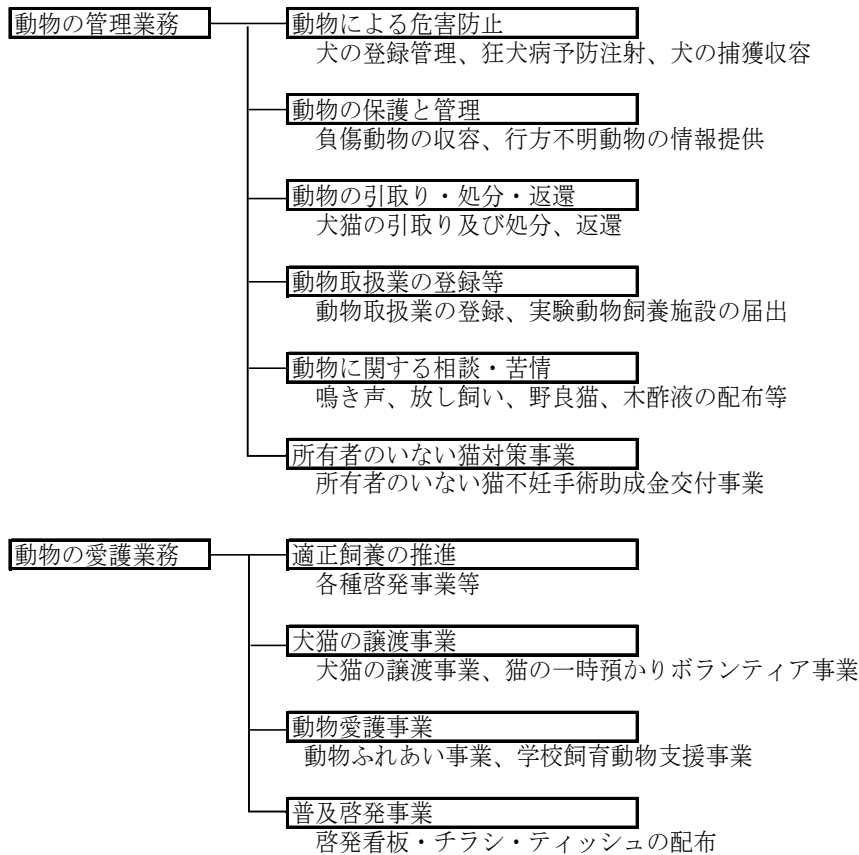 動物の管理業務
動物による危害防止
犬の登録管理、狂犬病予防注射、犬の捕獲収容
動物の保護と管理
負傷動物の収容、行方不明動物の情報提供
動物の引取り・処分・返還
犬猫の引取り及び処分、返還
動物取扱業の登録等
動物取扱業の登録、実験動物飼養施設の届出
動物に関する相談・苦情
鳴き声、放し飼い、野良猫、木酢液の配布等
所有者のいない猫対策事業
所有者のいない猫不妊手術助成金交付事業
動物の愛護業務
適正飼養の推進
各種啓発事業等
犬猫の譲渡事業
犬猫の譲渡事業、猫の一時預かりボランティア事業
動物愛護事業
動物ふれあい事業、学校飼育動物支援事業
普及啓発事業
啓発看板・チラシ・ティッシュの配布